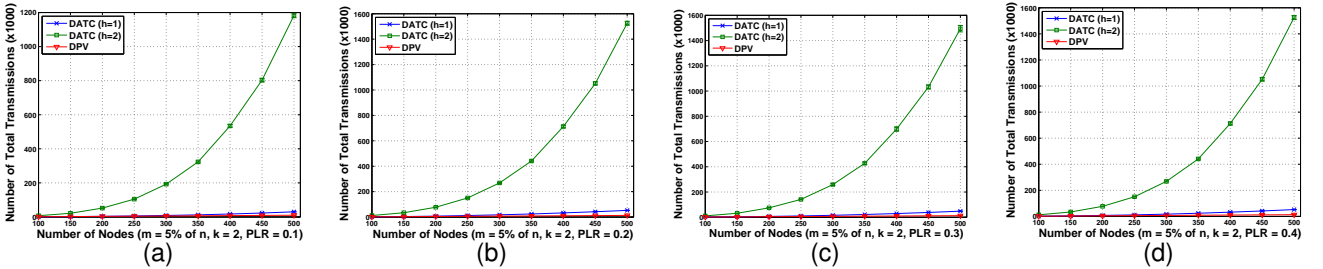 Number of Total Transmissions (x1000)
1200
1000
800
600
400
200
0
DATC (h=1)
DATC (h=2)
DPV
100 150 200 250 300 350 400 450 500
Number of Nodes (m = 5% of n, k = 2, PLR = 0.1)
(a)
Number of Total Transmissions (x1000)
1600
1400
1200
1000
800
600
400
200
0
DATC (h=1)
DATC (h=2)
DPV
100 150 200 250 300 350 400 450 500
Number of Nodes (m = 5% of n, k = 2, PLR = 0.2)
(b)
Number of Total Transmissions (x1000)
1600
1400
1200
1000
800
600
400
200
0
DATC (h=1)
DATC (h=2)
DPV
100 150 200 250 300 350 400 450 500
Number of Nodes (m = 5% of n, k = 2, PLR = 0.3)
(c)
Number of Total Transmissions (x1000)
1600
1400
1200
1000
800
600
400
200
0
DATC (h=1)
DATC (h=2)
DPV
100 150 200 250 300 350 400 450 500
Number of Nodes (m = 5% of n, k = 2, PLR = 0.4)
(d)